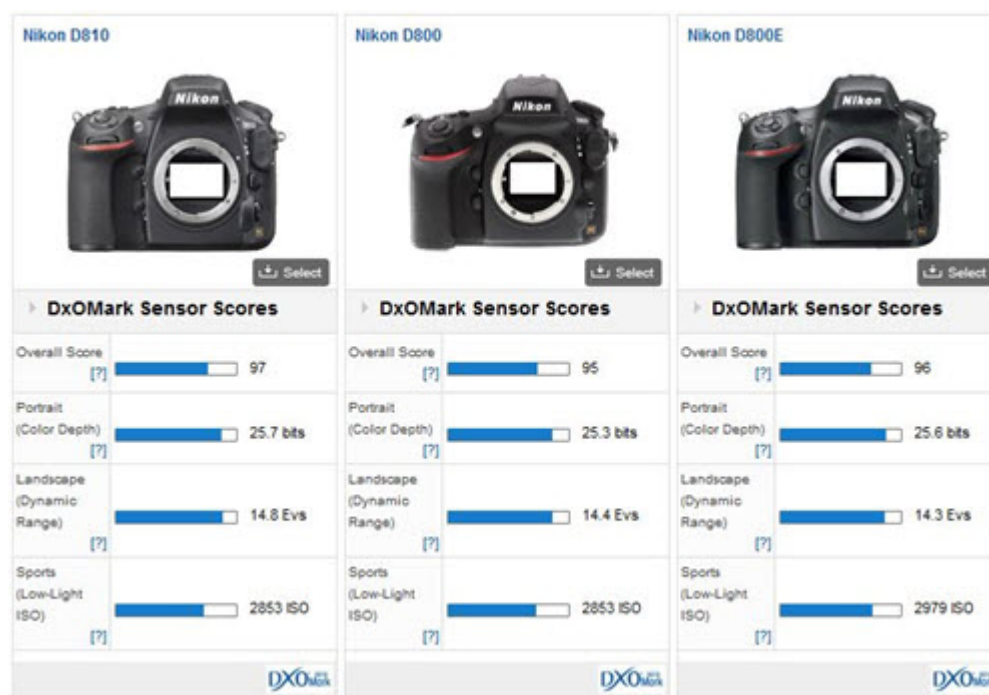 Nikon D810
Nikon
Select
DxOMark Sensor Scores
Overall Score
[?]
97
Portrait
(Color Depth)
[?]
25.7 bits
Landscape
(Dynamic
Range)
[?]
14.8 Evs
Sports
(Low-Light
ISO)
[?]
2853 ISO
DXO Mark
Nikon D800
Nikon
Select
DxOMark Sensor Scores
Overall Score
[?]
95
Portrait
(Color Depth)
[?]
25.3 bits
Landscape
(Dynamic
Range)
[?]
14.4 Evs
Sports
(Low-Light
ISO)
[?]
2853 ISO
DXO Mark
Nikon D800E
Nikon
Select
DxOMark Sensor Scores
Overall Score
[?]
96
Portrait
(Color Depth)
[?]
25.6 bits
Landscape
(Dynamic
Range)
[?]
14.3 Evs
Sports
(Low-Light
ISO)
[?]
2979 ISO
DXO